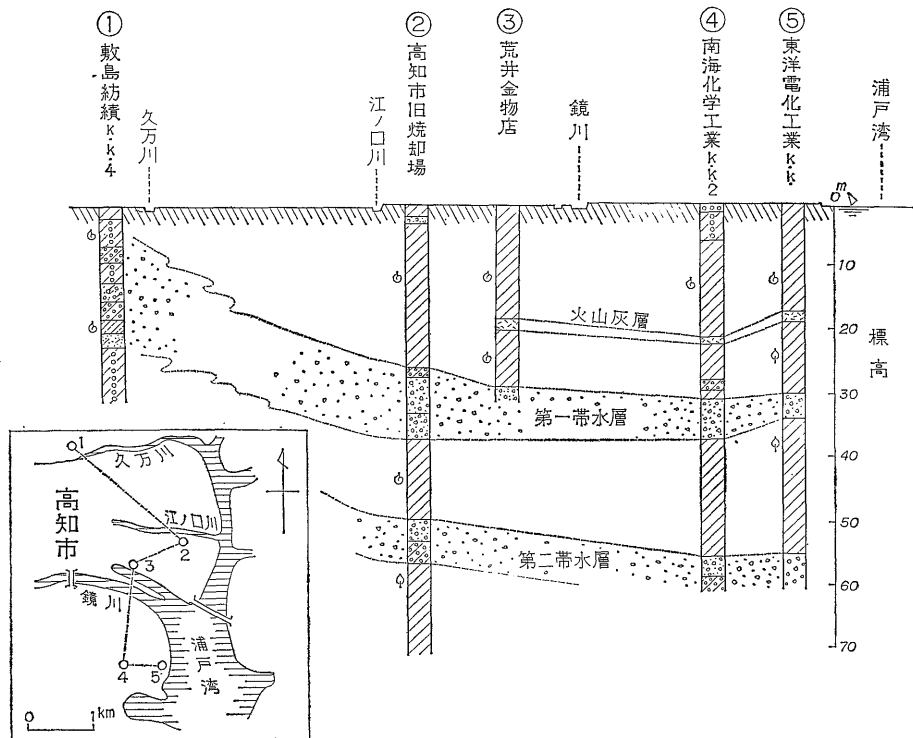 ①
敷島紡績K.K.4
久万川
江ノ口川
②
高知市旧焼却場
③
荒井金物店
鏡川
④
南海化学工業K.K2
⑤
東洋電化工業K.K.
浦戸湾
0 m
10
20
30
40
50
60
70
標高
火山灰層
第一帯水層
第二帯水層
1
久万川
高知市
江ノ口川
2
3
鏡川
浦戸湾
4
5
0
1 km